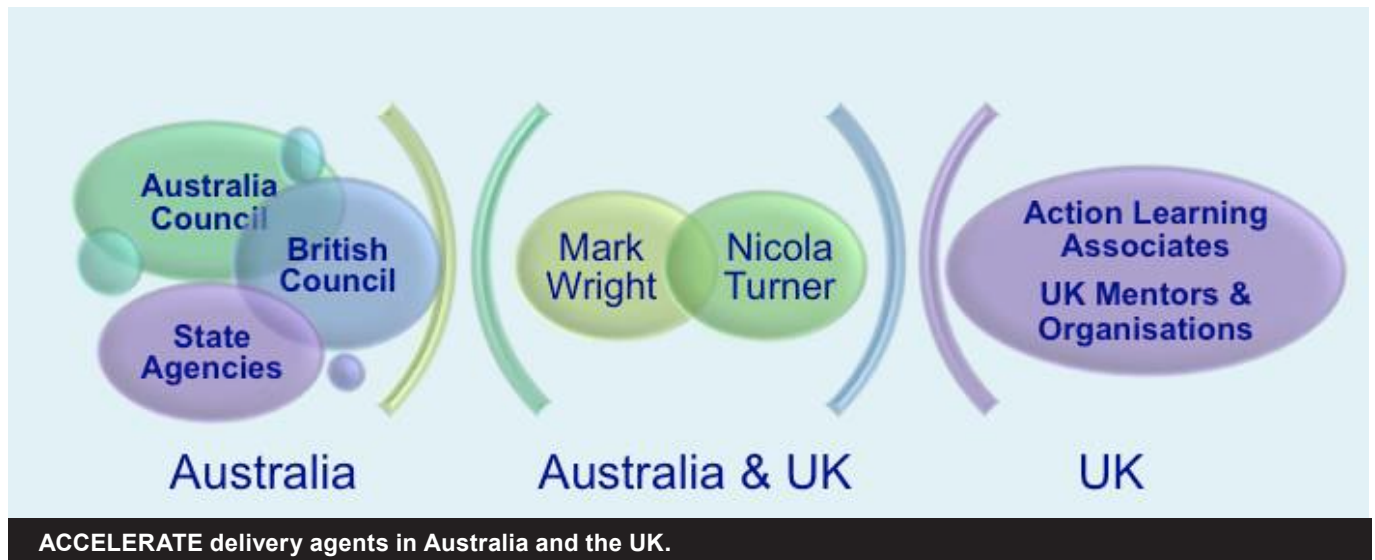 Australia
Council
British
Council
State
Agencies
Mark
Wright
Nicola
Turner
Action Learning
Associates
UK Mentors &
Organisations
Australia
Australia & UK
UK
ACCELERATE delivery agents in Australia and the UK.